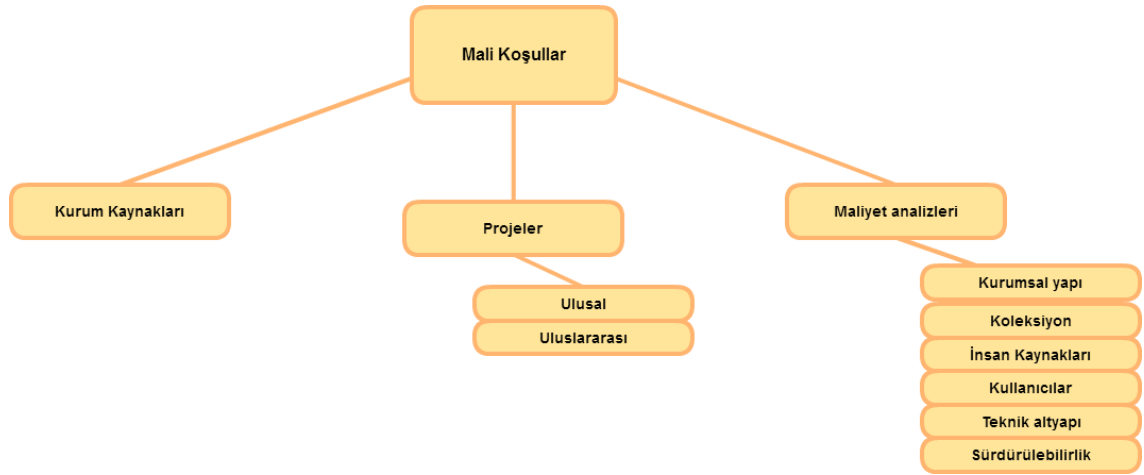 Mali Koşullar
Kurum Kaynakları
Projeler
Ulusal
Uluslararası
Maliyet analizleri
Kurumsal yapı
Koleksiyon
İnsan Kaynakları
Kullanıcılar
Teknik altyapı
Sürdürülebilirlik